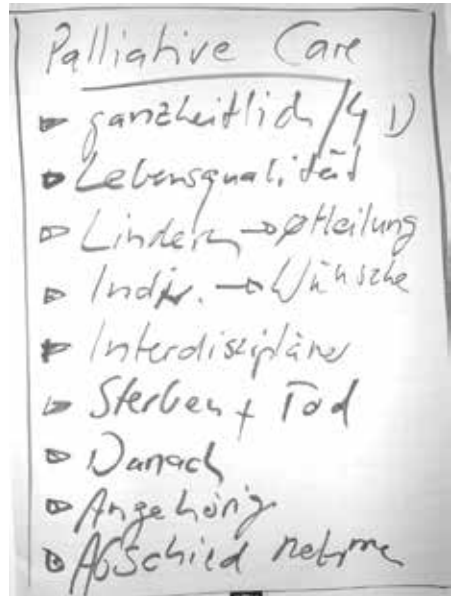 Palliative Care
ganzheitlich / 4 D
Lebensqualität
Lindern → ø Heilung
Indiv. → Wünsche
Interdisziplinär
Sterben + Tod
Danach
Angehörig
Abschied nehmen